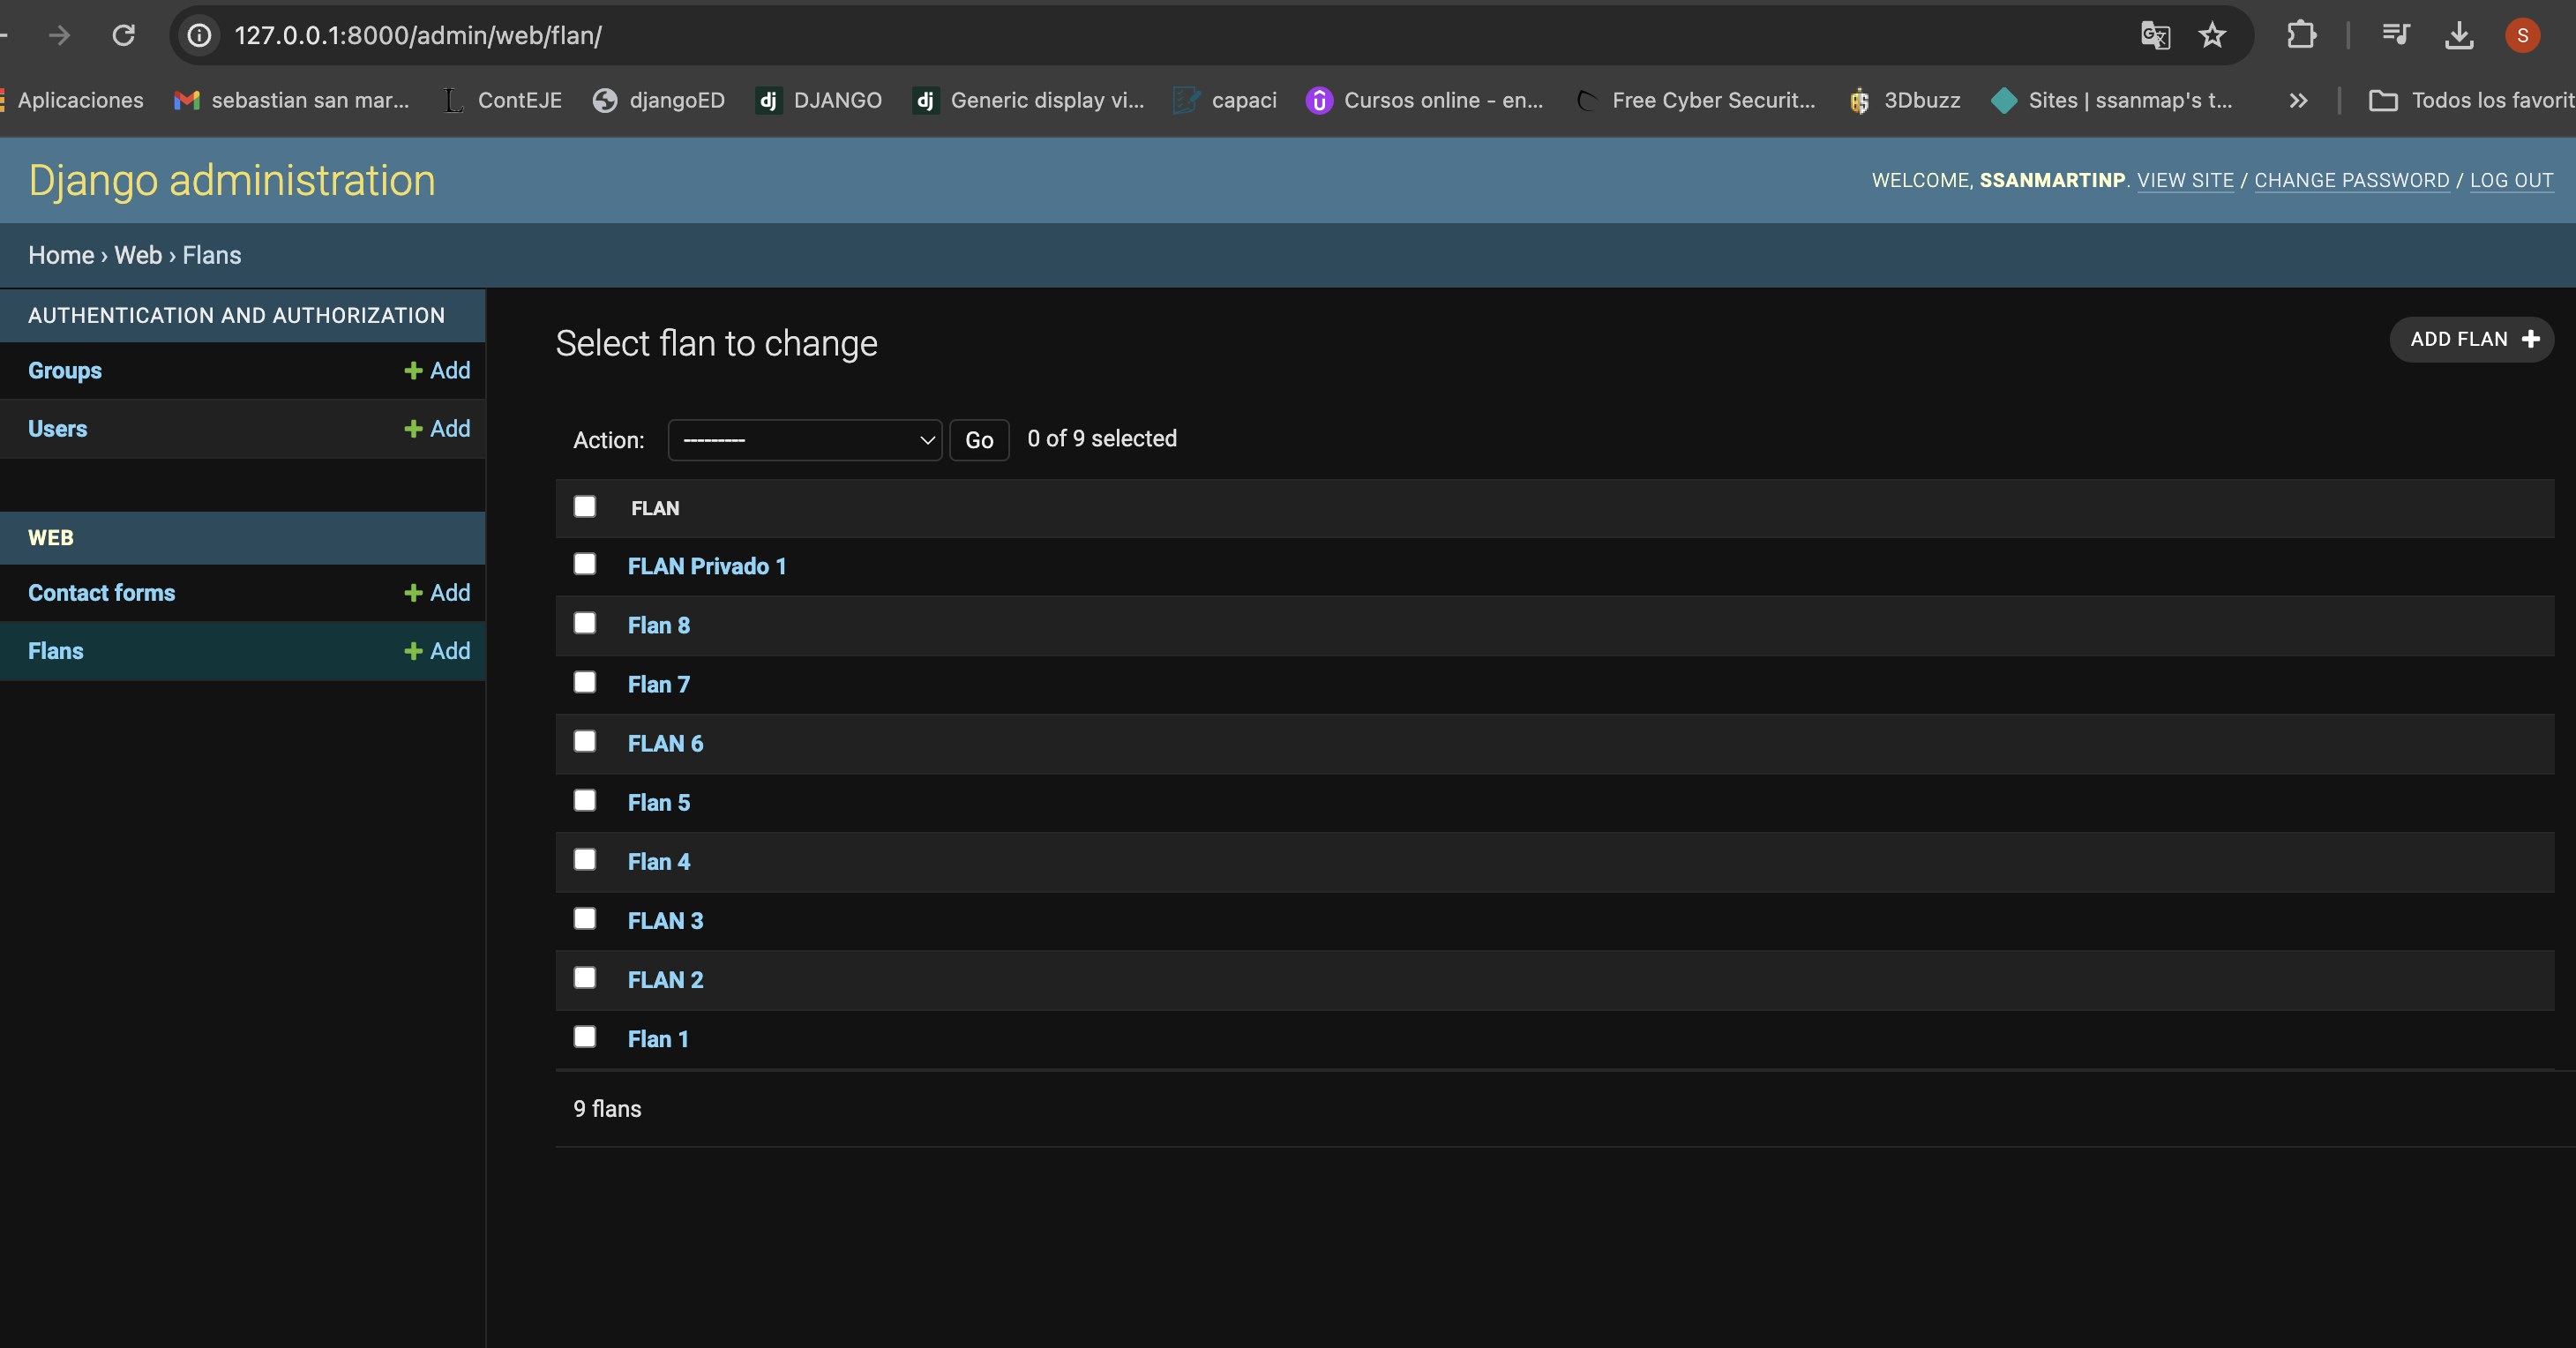 127.0.0.1:8000/admin/web/flan/
Aplicaciones sebastian san mar... ContEJE djangoED DJANGO Generic display vi... capaci Cursos online - en... Free Cyber Securit... 3Dbuzz Sites | ssanmap's t... » Todos los favorit
Django administration
WELCOME, SSANMARTINP. VIEW SITE / CHANGE PASSWORD / LOG OUT
Home › Web › Flans
AUTHENTICATION AND AUTHORIZATION
Groups + Add
Users + Add
WEB
Contact forms + Add
Flans + Add
Select flan to change
ADD FLAN +
Action: --------- Go 0 of 9 selected
FLAN
FLAN Privado 1
Flan 8
Flan 7
FLAN 6
Flan 5
Flan 4
FLAN 3
FLAN 2
Flan 1
9 flans